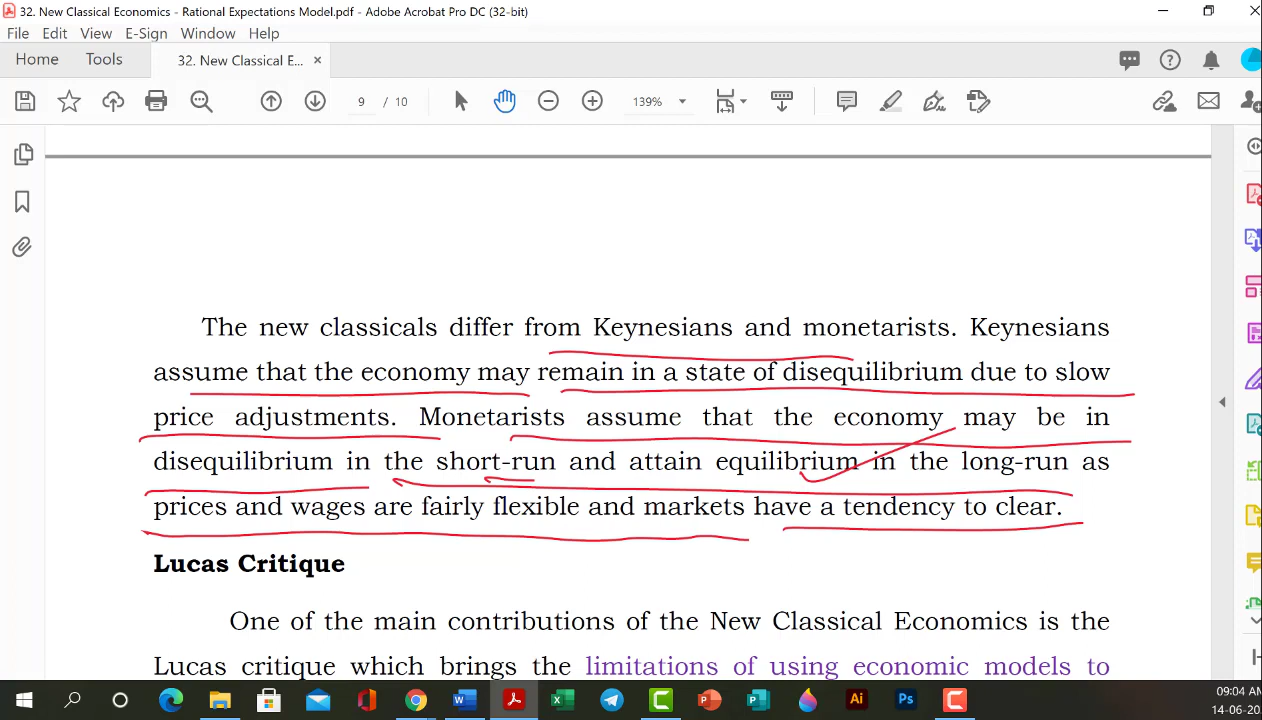 32. New Classical Economics - Rational Expectations Model.pdf - Adobe Acrobat Pro DC (32-bit)
File Edit View E-Sign Window Help
Home Tools 32. New Classical E... ×
9 / 10 139%
The new classicals differ from Keynesians and monetarists. Keynesians
assume that the economy may remain in a state of disequilibrium due to slow
price adjustments. Monetarists assume that the economy may be in
disequilibrium in the short-run and attain equilibrium in the long-run as
prices and wages are fairly flexible and markets have a tendency to clear.
Lucas Critique
One of the main contributions of the New Classical Economics is the
Lucas critique which brings the limitations of using economic models to
Ai Ps
09:04 AM
14-06-20